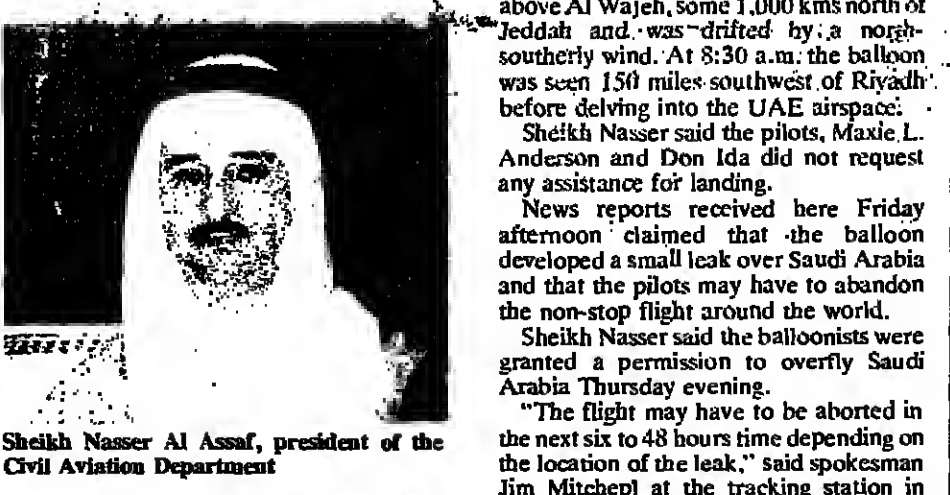 above Al Wajeh, some 1,000 kms north of
Jeddah and was drifted by a north-
southerly wind. At 8:30 a.m. the balloon
was seen 150 miles southwest of Riyadh
before delving into the UAE airspace.
Sheikh Nasser said the pilots, Maxie L.
Anderson and Don Ida did not request
any assistance for landing.
News reports received here Friday
afternoon claimed that the balloon
developed a small leak over Saudi Arabia
and that the pilots may have to abandon
the non-stop flight around the world.
Sheikh Nasser said the balloonists were
granted a permission to overfly Saudi
Arabia Thursday evening.
"The flight may have to be aborted in
the next six to 48 hours time depending on
the location of the leak," said spokesman
Jim Mitchepl at the tracking station in
Sheikh Nasser Al Assaf, president of the
Civil Aviation Department